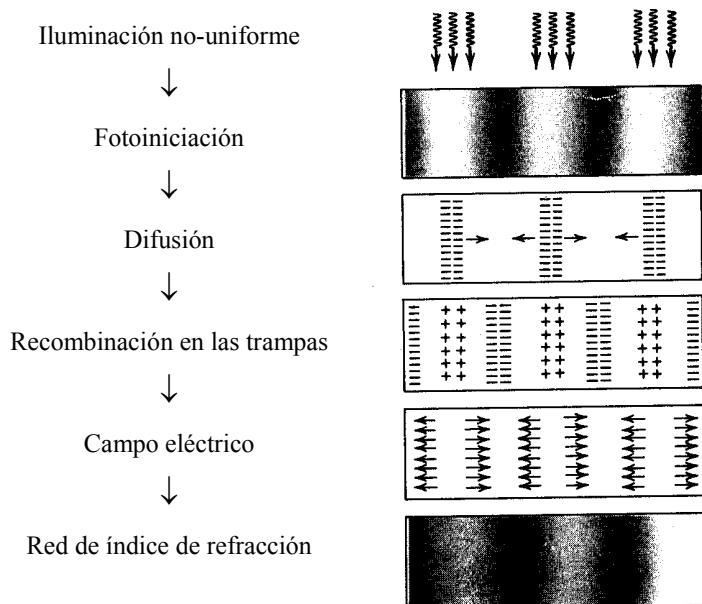 Iluminación no-uniforme
↓
Fotoiniciación
↓
Difusión
↓
Recombinación en las trampas
↓
Campo eléctrico
↓
Red de índice de refracción